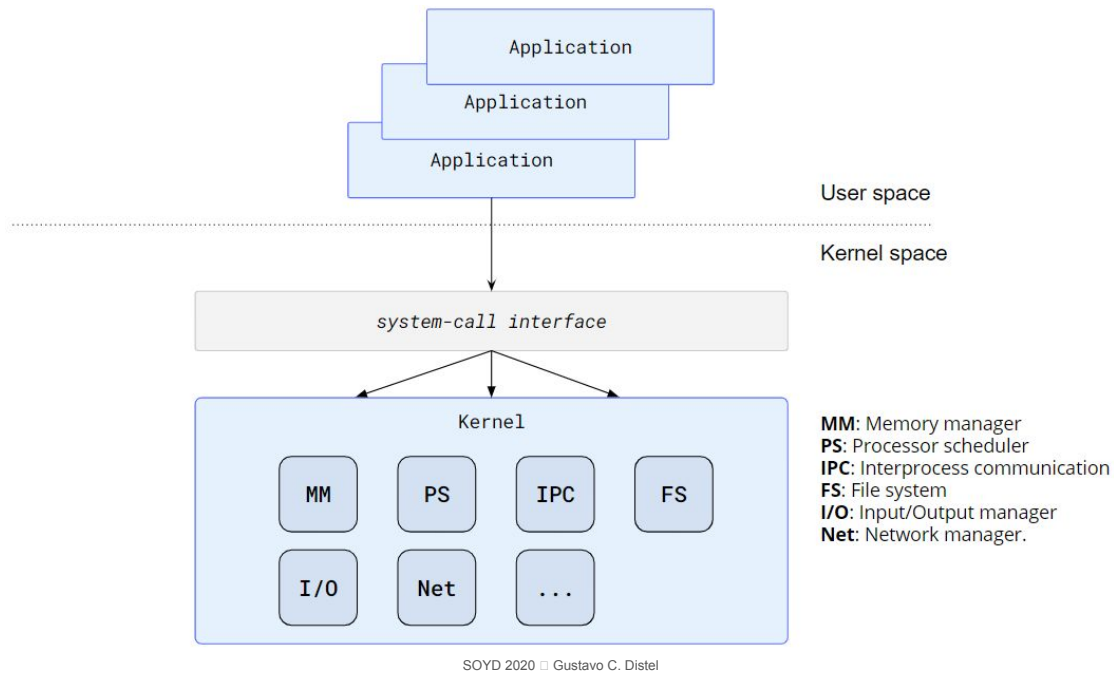 Application
Application
Application
User space
Kernel space
system-call interface
Kernel
MM PS IPC FS
I/O Net ...
MM: Memory manager
PS: Processor scheduler
IPC: Interprocess communication
FS: File system
I/O: Input/Output manager
Net: Network manager.
SOYD 2020 □ Gustavo C. Distel